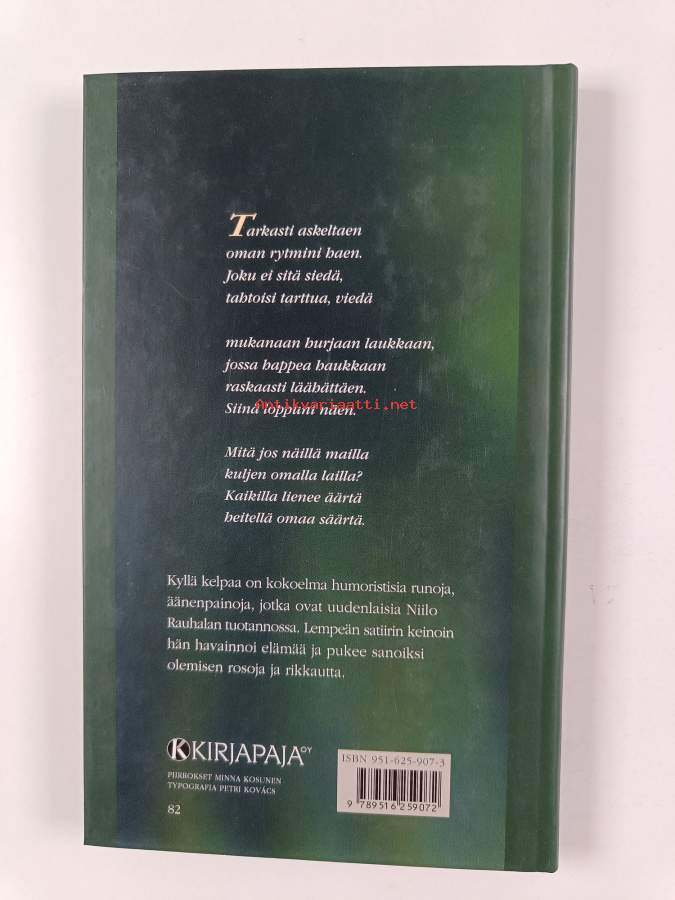 Tarkasti askeltaen
oman rytmini haen.
Joku ei sitä siedä,
tahtoisi tarttua, viedä
mukanaan hurjaan laukkaan,
jossa happea haukkaan
raskaasti läähättäen.
Antikvariaatti.net
Siinä loppuni näen.
Mitä jos näillä mailla
kuljen omalla lailla?
Kaikilla lienee äärtä
heitellä omaa säärtä.
Kyllä kelpaa on kokoelma humoristisia runoja,
äänenpainoja, jotka ovat uudenlaisia Niilo
Rauhalan tuotannossa. Lempeän satiirin keinoin
hän havainnoi elämää ja pukee sanoiksi
olemisen rosoja ja rikkautta.
KIRJAPAJA OY
PIIRROKSET MINNA KOSUNEN
TYPOGRAFIA PETRI KOVÁCS
82
ISBN 951-625-907-3
9 789516 259072